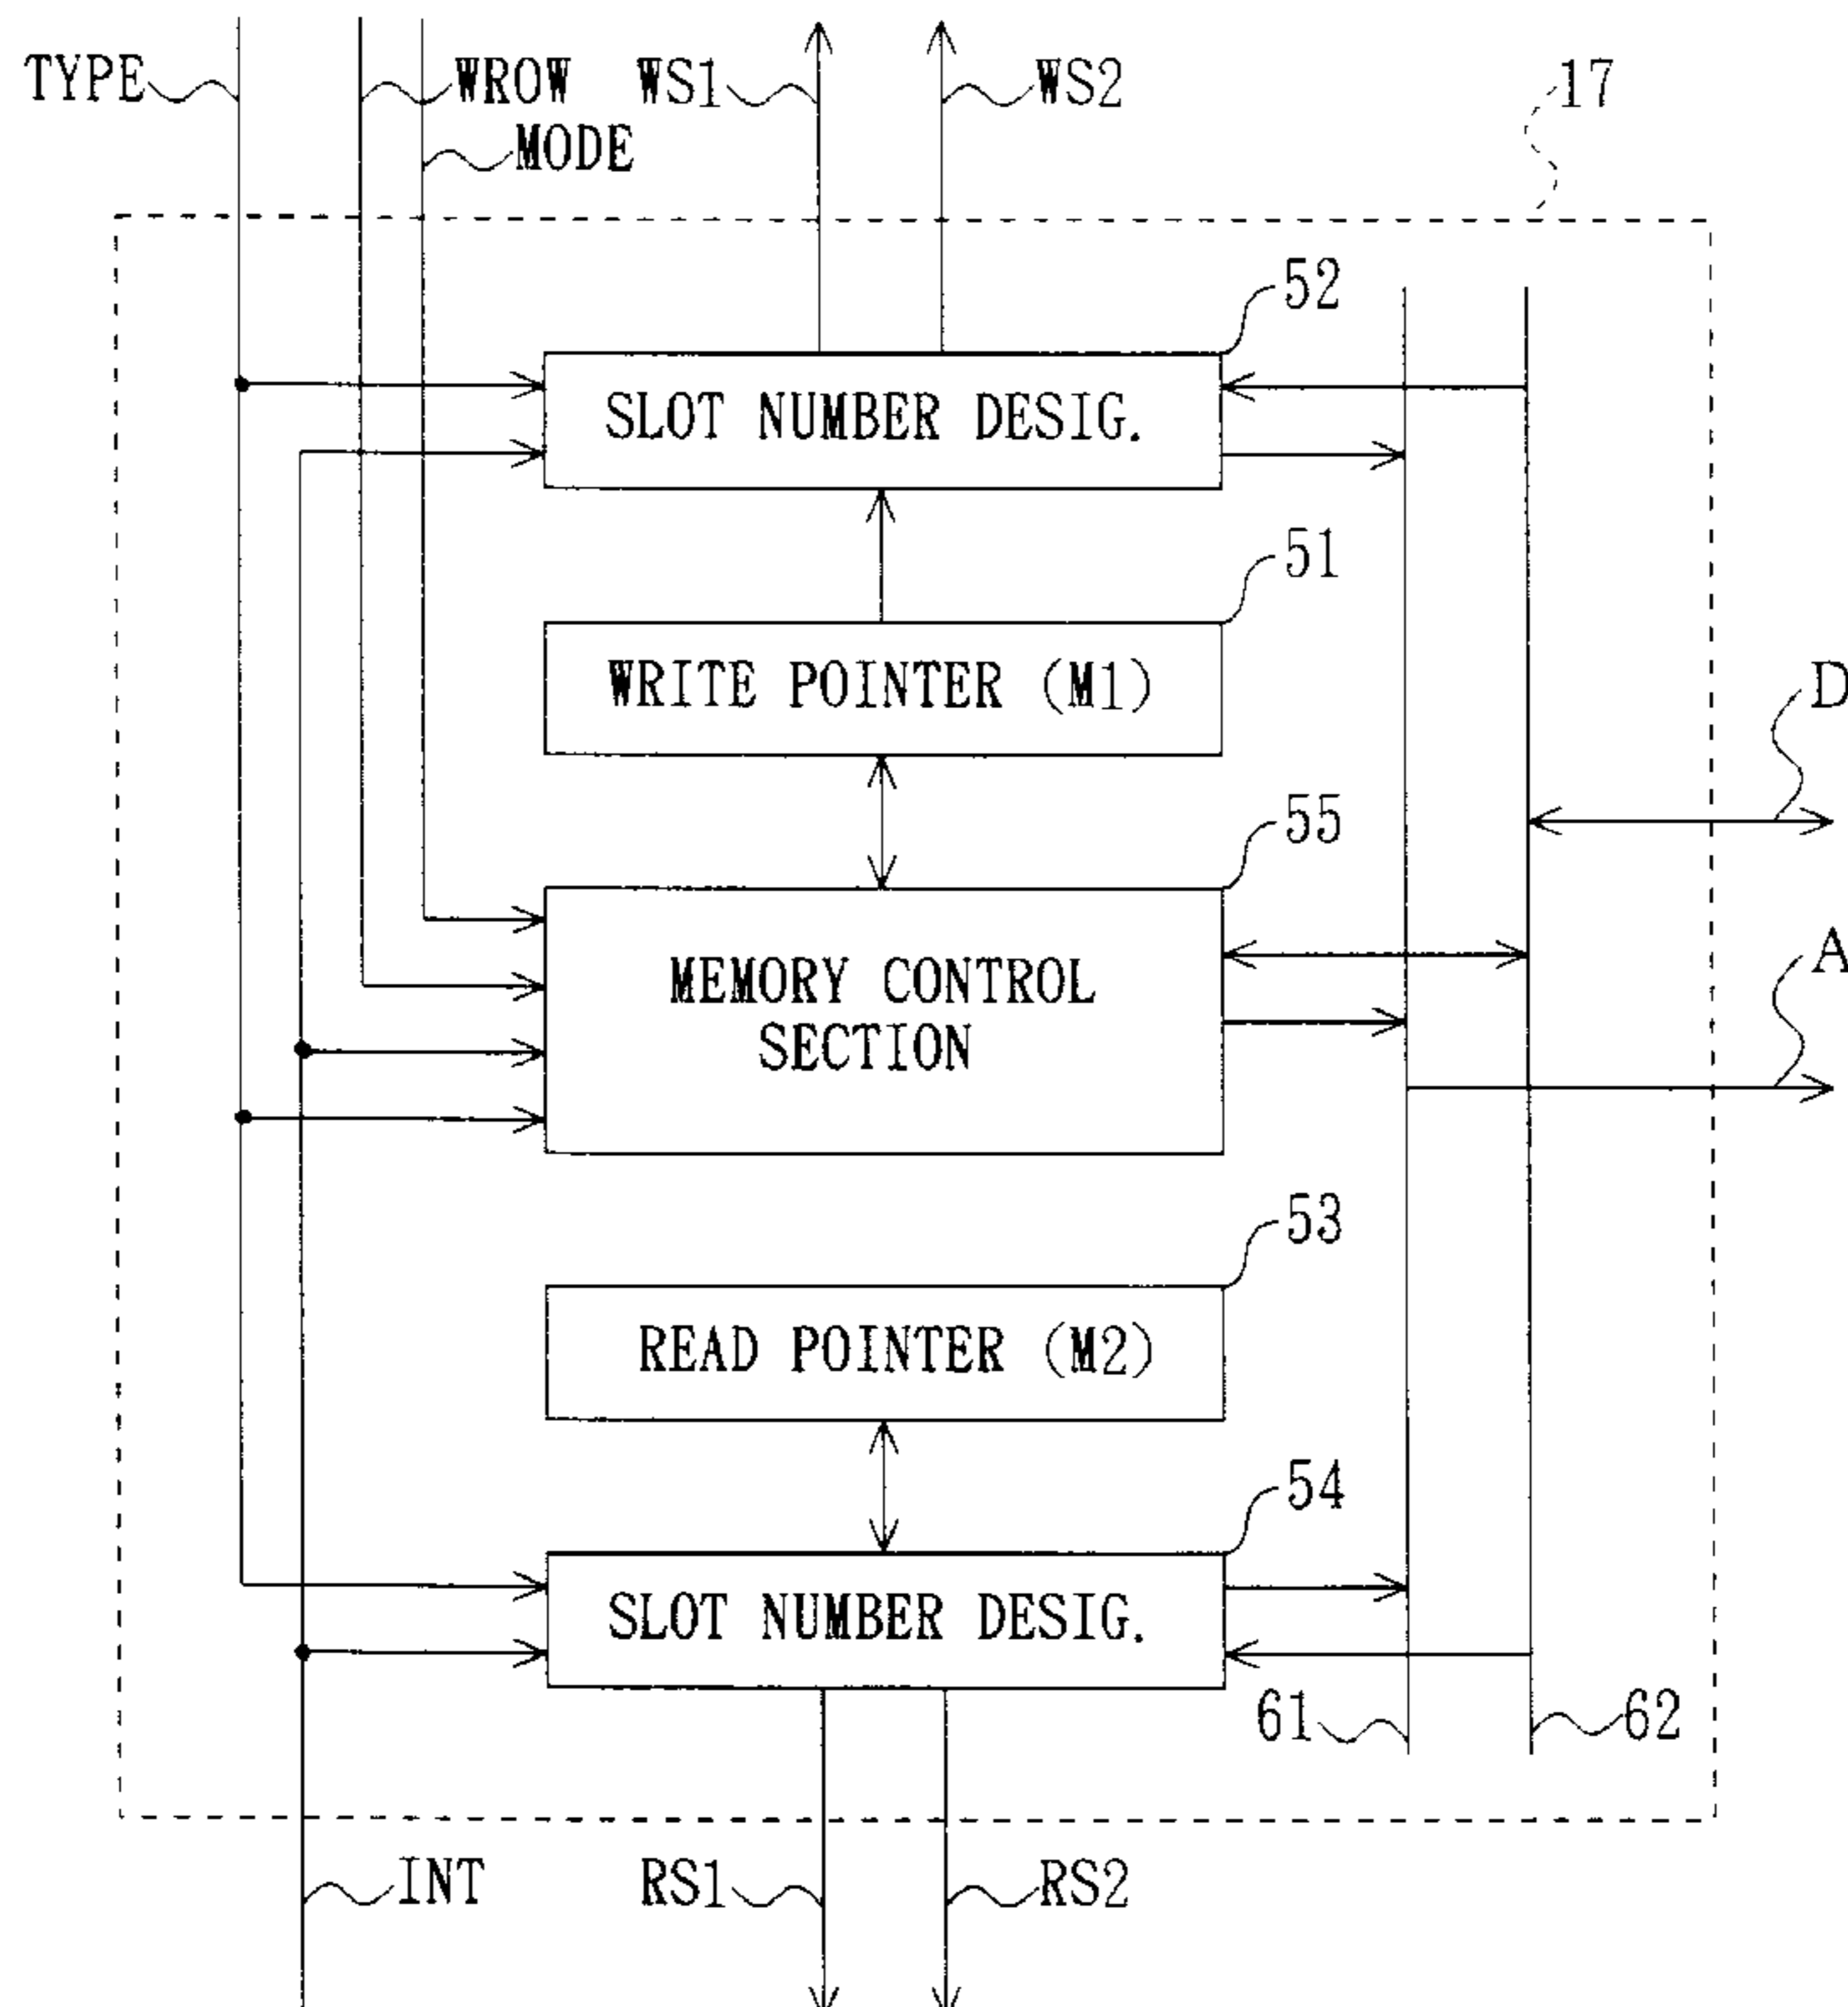 TYPE WROW WS1 WS2 17
MODE
52
SLOT NUMBER DESIG.
51
WRITE POINTER (M1)
D
55
A
MEMORY CONTROL
SECTION
53
READ POINTER (M2)
54
SLOT NUMBER DESIG.
61 62
INT RS1 RS2